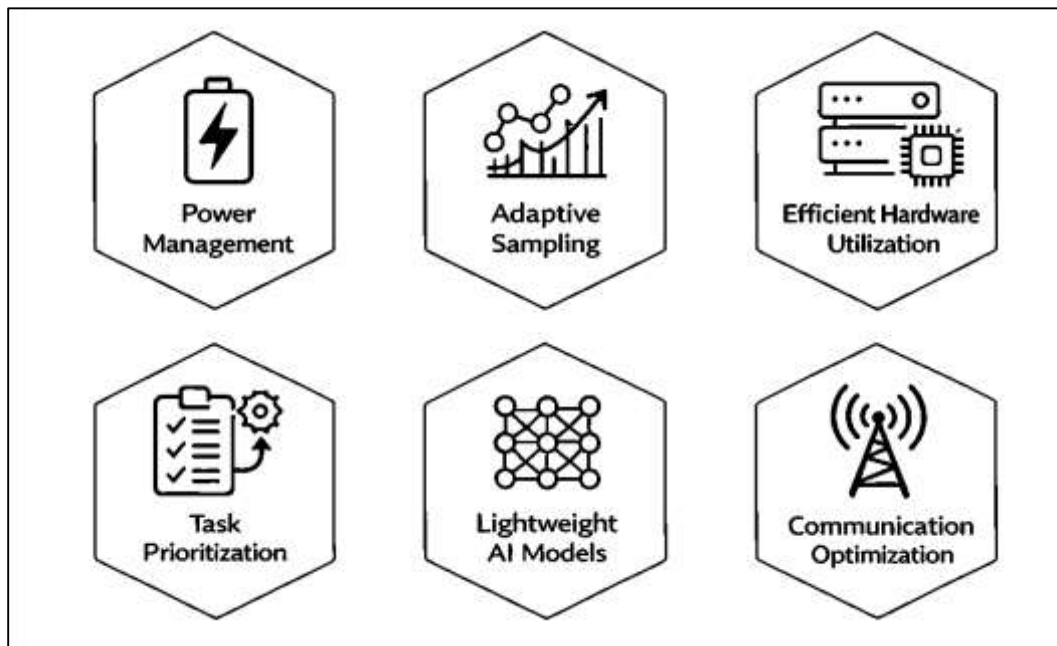 Power
Management
Adaptive
Sampling
Efficient Hardware
Utilization
Task
Prioritization
Lightweight
AI Models
Communication
Optimization